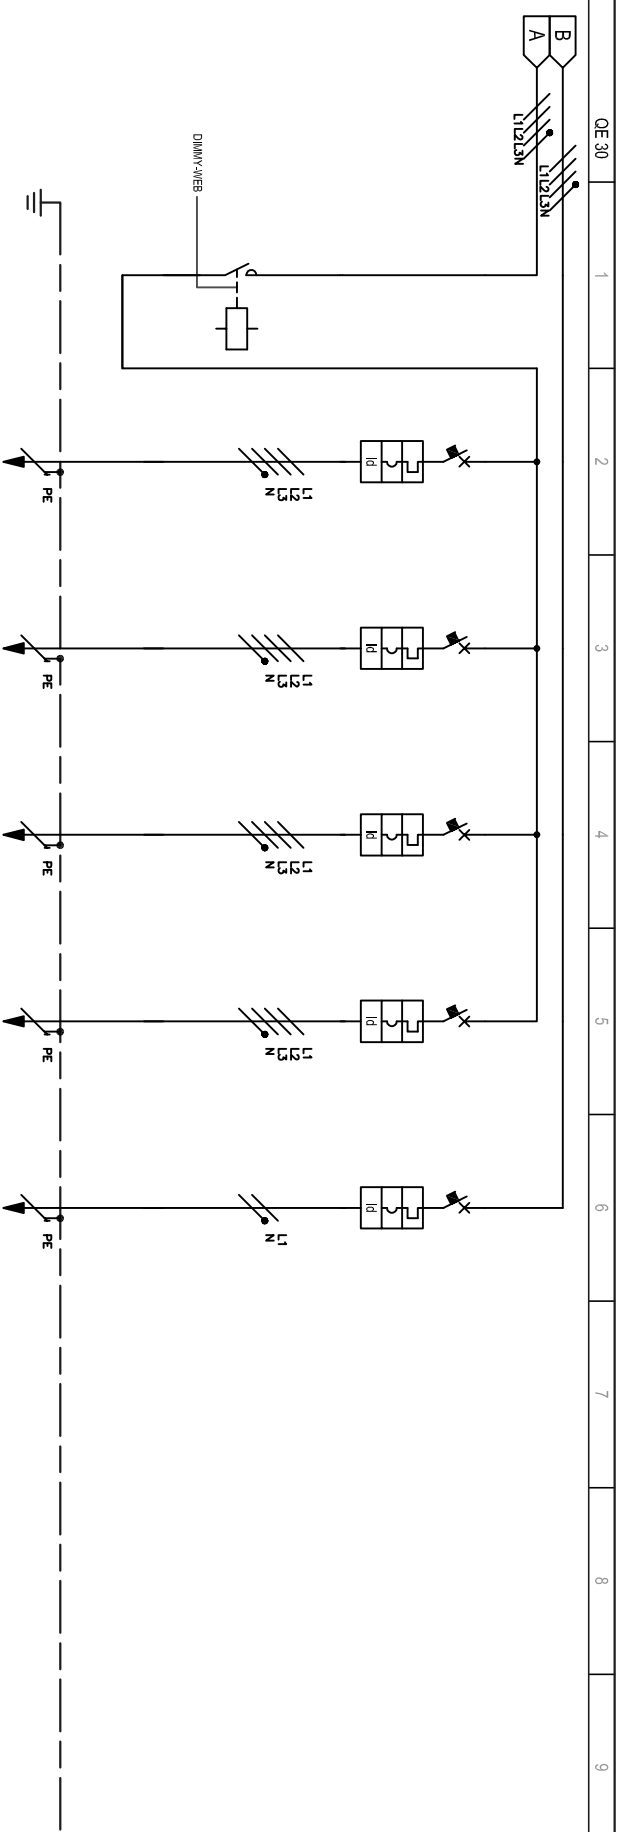 QE 30
1
2
3
4
5
6
7
8
9
B
A
L1L2L3N
L1L2L3N
DIMMY-WEB
Id
Id
Id
Id
Id
L1
L2
L3
N
L1
L2
L3
N
L1
L2
L3
N
L1
L2
L3
N
L1
N
PE
PE
PE
PE
PE